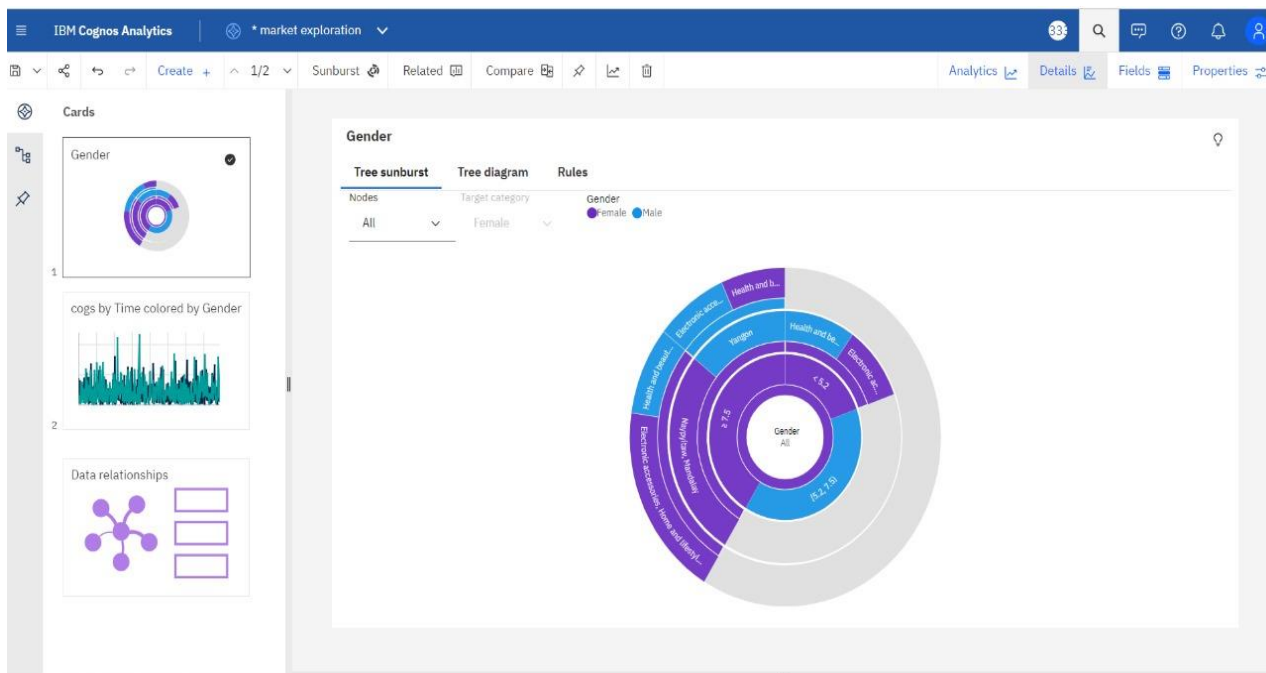 IBM Cognos Analytics
* market exploration
Create +
1/2
Sunburst
Related
Compare
Analytics
Details
Fields
Properties
Cards
Gender
1
cogs by Time colored by Gender
2
Data relationships
Gender
Tree sunburst Tree diagram Rules
Nodes Target category Gender
Female Male
All Female
Health and b...
Electronic acce...
Health and beaut...
Electronic accessories, Home and lifestyl...
Yangon
Naypyitaw, Mandalay
Health and be...
Electronic ac...
≥ 7.5
< 5.2
[5.2, 7.5)
Gender
All